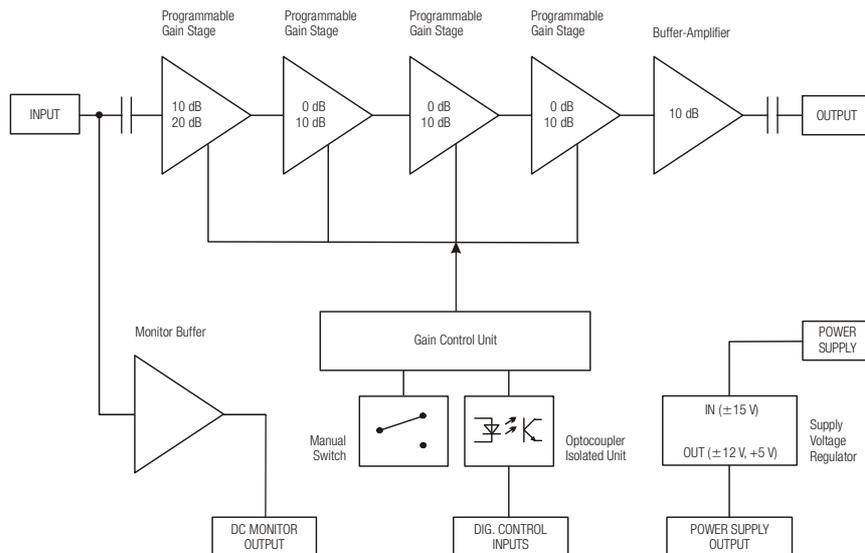 Programmable
Gain Stage
Programmable
Gain Stage
Programmable
Gain Stage
Programmable
Gain Stage
Buffer-Amplifier
INPUT
10 dB
20 dB
0 dB
10 dB
0 dB
10 dB
0 dB
10 dB
10 dB
OUTPUT
Monitor Buffer
Gain Control Unit
POWER
SUPPLY
Manual
Switch
Optocoupler
Isolated Unit
IN (±15 V)
OUT (±12 V, +5 V)
Supply
Voltage
Regulator
DC MONITOR
OUTPUT
DIG. CONTROL
INPUTS
POWER SUPPLY
OUTPUT